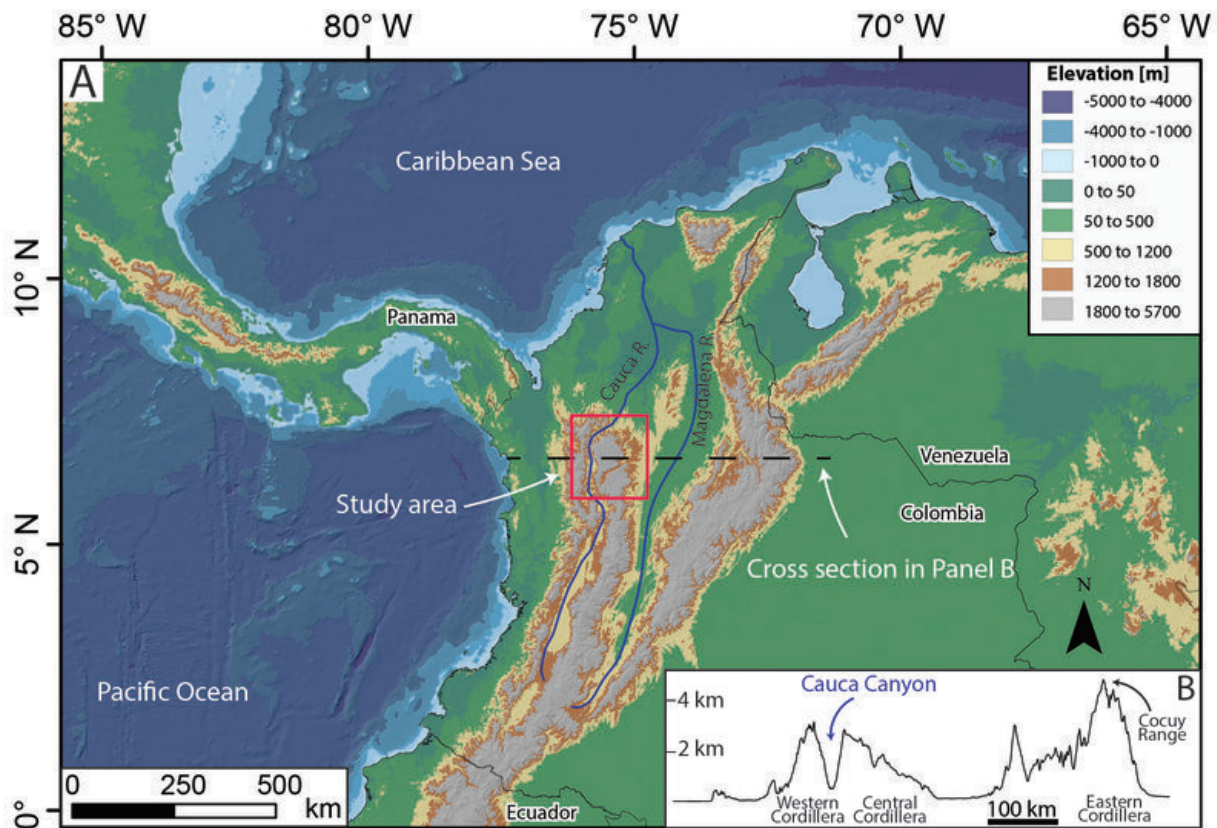 85° W 80° W 75° W 70° W 65° W
A
Elevation [m]
-5000 to -4000
-4000 to -1000
-1000 to 0
0 to 50
50 to 500
500 to 1200
1200 to 1800
1800 to 5700
Caribbean Sea
10° N
Panama
Cauca R.
Magdalena R.
Study area
Venezuela
Colombia
5° N
Cross section in Panel B
N
Pacific Ocean
0 250 500
km
0°
Ecuador
B
Cauca Canyon
4 km
2 km
Cocuy
Range
Western
Cordillera
Central
Cordillera
100 km
Eastern
Cordillera